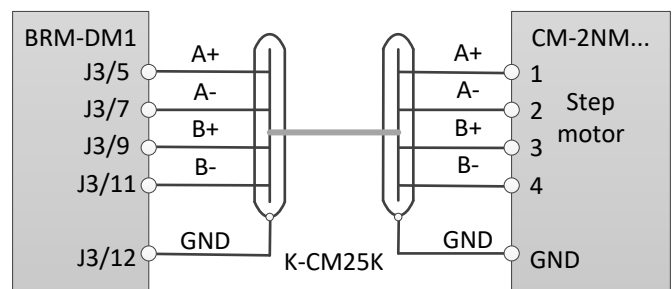 BRM-DM1 A+ A+ CM-2NM...
J3/5 1
A- A-
J3/7 2 Step
B+ B+ motor
J3/9 3
B- B-
J3/11 4
GND GND
J3/12 K-CM25K GND